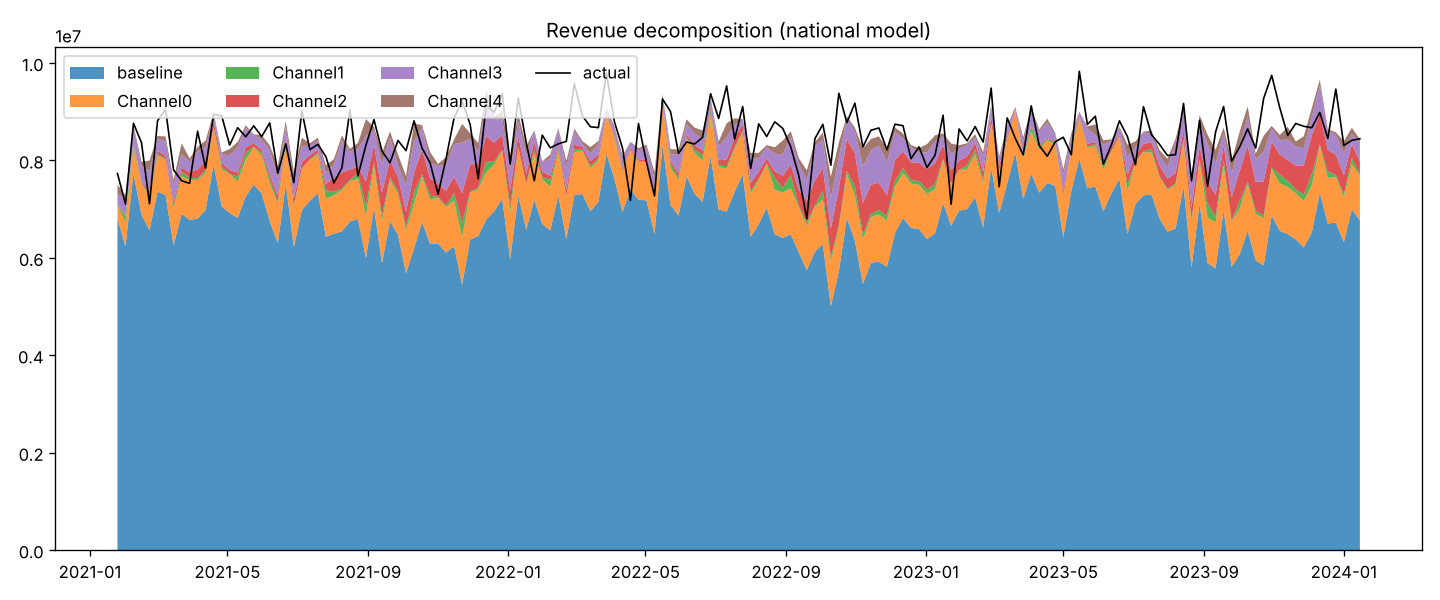 Revenue decomposition (national model)
1e7
baseline Channel1 Channel3 actual
Channel0 Channel2 Channel4
1.0
0.8
0.6
0.4
0.2
0.0
2021-01 2021-05 2021-09 2022-01 2022-05 2022-09 2023-01 2023-05 2023-09 2024-01